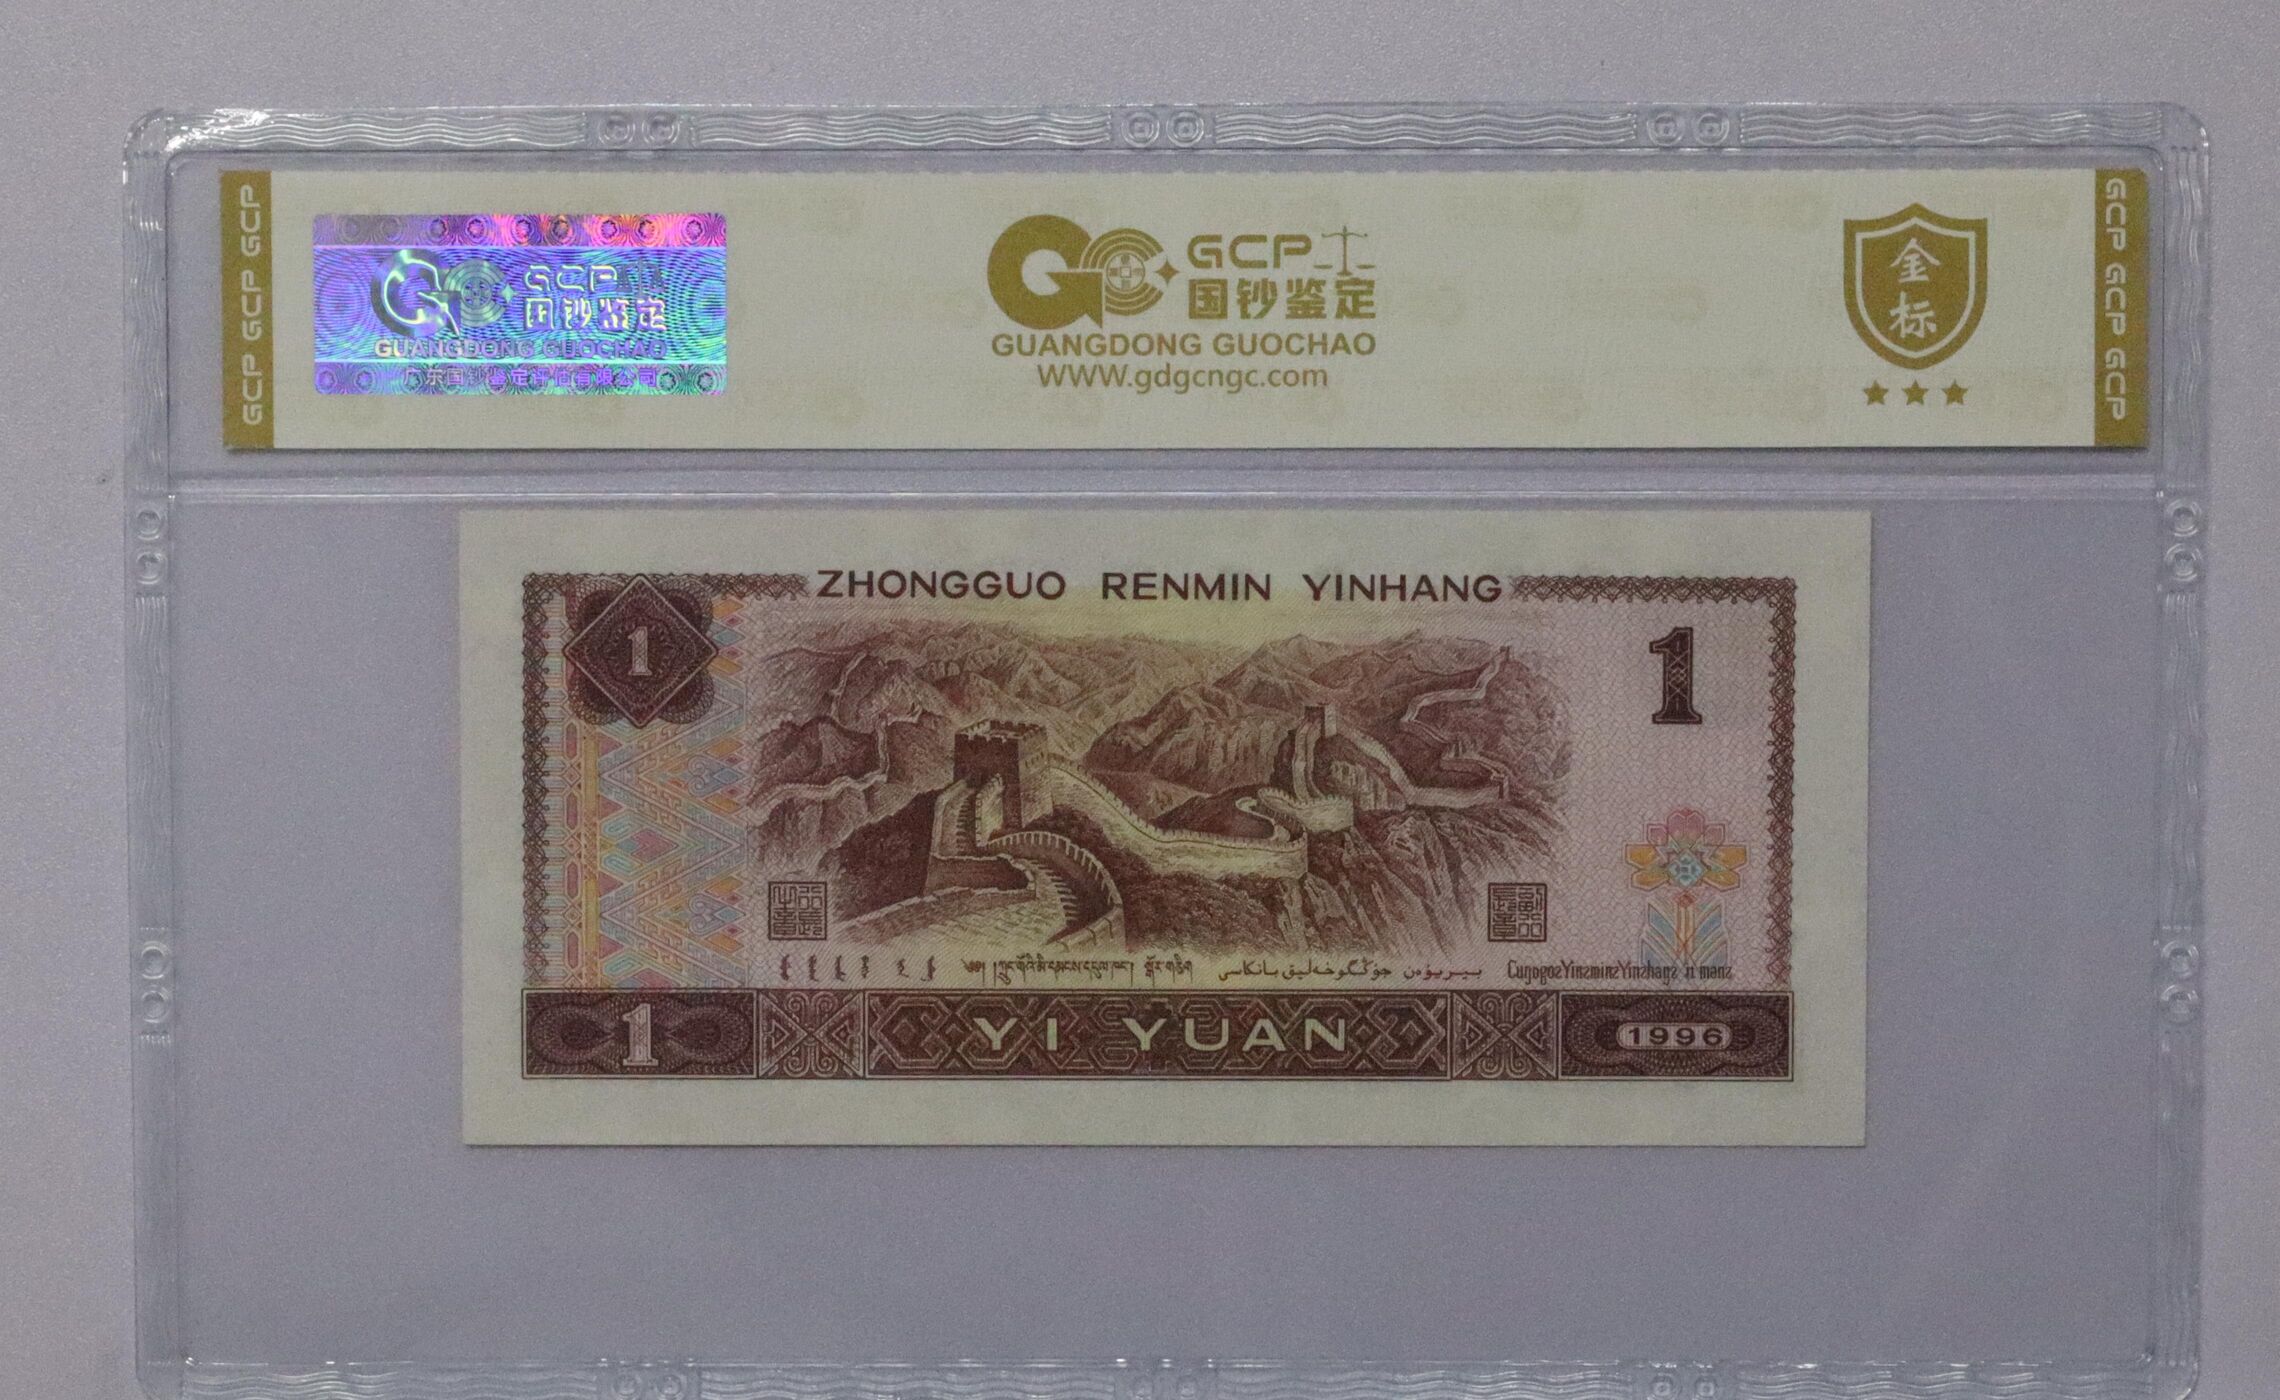 GCP GCP GCP
GCP
国钞鉴定
GUANGDONG GUOCHAO
广东国钞鉴定评估有限公司
GCP
国钞鉴定
GUANGDONG GUOCHAO
www.gdgcngc.com
金
标
GCP GCP GCP
ZHONGGUO RENMIN YINHANG
1
1
YI YUAN
1
1996